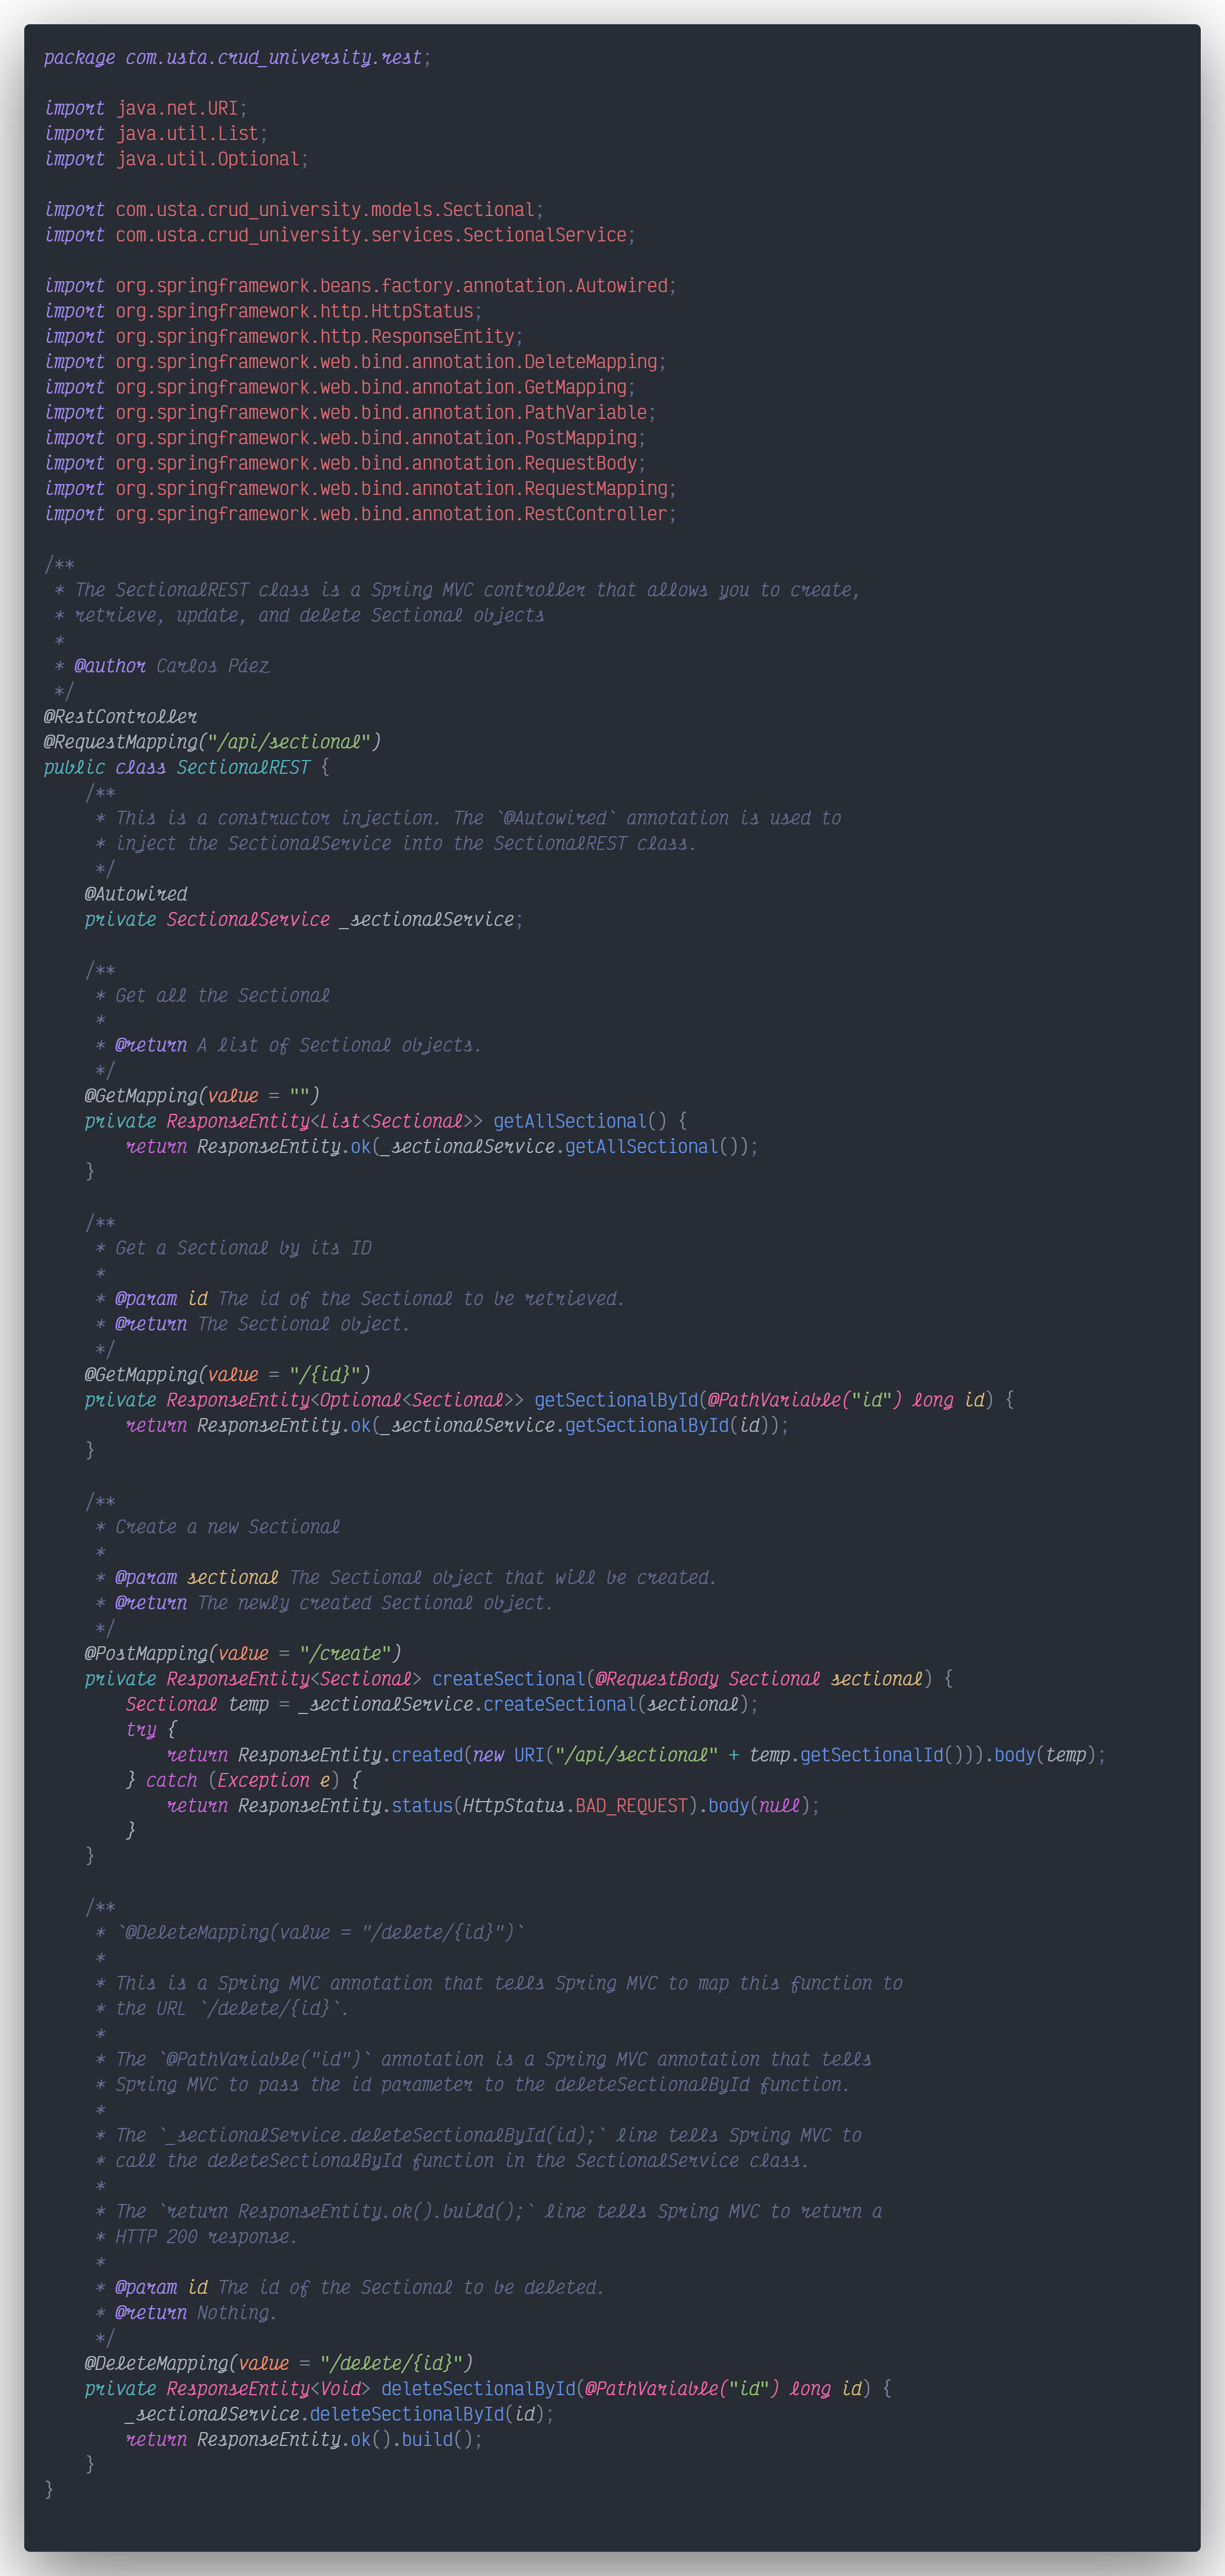 package com.usta.crud_university.rest;

import java.net.URI;
import java.util.List;
import java.util.Optional;

import com.usta.crud_university.models.Sectional;
import com.usta.crud_university.services.SectionalService;

import org.springframework.beans.factory.annotation.Autowired;
import org.springframework.http.HttpStatus;
import org.springframework.http.ResponseEntity;
import org.springframework.web.bind.annotation.DeleteMapping;
import org.springframework.web.bind.annotation.GetMapping;
import org.springframework.web.bind.annotation.PathVariable;
import org.springframework.web.bind.annotation.PostMapping;
import org.springframework.web.bind.annotation.RequestBody;
import org.springframework.web.bind.annotation.RequestMapping;
import org.springframework.web.bind.annotation.RestController;

/**
 * The SectionalREST class is a Spring MVC controller that allows you to create,
 * retrieve, update, and delete Sectional objects
 *
 * @author Carlos Páez
 */
@RestController
@RequestMapping("/api/sectional")
public class SectionalREST {
    /**
     * This is a constructor injection. The `@Autowired` annotation is used to
     * inject the SectionalService into the SectionalREST class.
     */
    @Autowired
    private SectionalService _sectionalService;

    /**
     * Get all the Sectional
     *
     * @return A list of Sectional objects.
     */
    @GetMapping(value = "")
    private ResponseEntity<List<Sectional>> getAllSectional() {
        return ResponseEntity.ok(_sectionalService.getAllSectional());
    }

    /**
     * Get a Sectional by its ID
     *
     * @param id The id of the Sectional to be retrieved.
     * @return The Sectional object.
     */
    @GetMapping(value = "/{id}")
    private ResponseEntity<Optional<Sectional>> getSectionalById(@PathVariable("id") long id) {
        return ResponseEntity.ok(_sectionalService.getSectionalById(id));
    }

    /**
     * Create a new Sectional
     *
     * @param sectional The Sectional object that will be created.
     * @return The newly created Sectional object.
     */
    @PostMapping(value = "/create")
    private ResponseEntity<Sectional> createSectional(@RequestBody Sectional sectional) {
        Sectional temp = _sectionalService.createSectional(sectional);
        try {
            return ResponseEntity.created(new URI("/api/sectional" + temp.getSectionalId())).body(temp);
        } catch (Exception e) {
            return ResponseEntity.status(HttpStatus.BAD_REQUEST).body(null);
        }
    }

    /**
     * `@DeleteMapping(value = "/delete/{id}")`
     *
     * This is a Spring MVC annotation that tells Spring MVC to map this function to
     * the URL `/delete/{id}`.
     *
     * The `@PathVariable("id")` annotation is a Spring MVC annotation that tells
     * Spring MVC to pass the id parameter to the deleteSectionalById function.
     *
     * The `_sectionalService.deleteSectionalById(id);` line tells Spring MVC to
     * call the deleteSectionalById function in the SectionalService class.
     *
     * The `return ResponseEntity.ok().build();` line tells Spring MVC to return a
     * HTTP 200 response.
     *
     * @param id The id of the Sectional to be deleted.
     * @return Nothing.
     */
    @DeleteMapping(value = "/delete/{id}")
    private ResponseEntity<Void> deleteSectionalById(@PathVariable("id") long id) {
        _sectionalService.deleteSectionalById(id);
        return ResponseEntity.ok().build();
    }
}